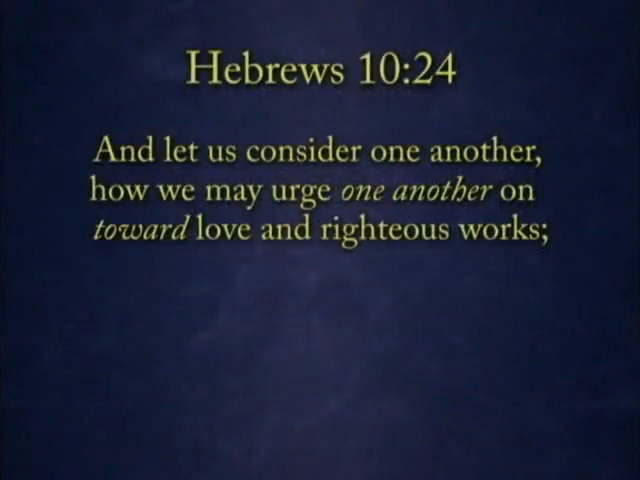 Hebrews 10:24
And let us consider one another,
how we may urge one another on
toward love and righteous works;